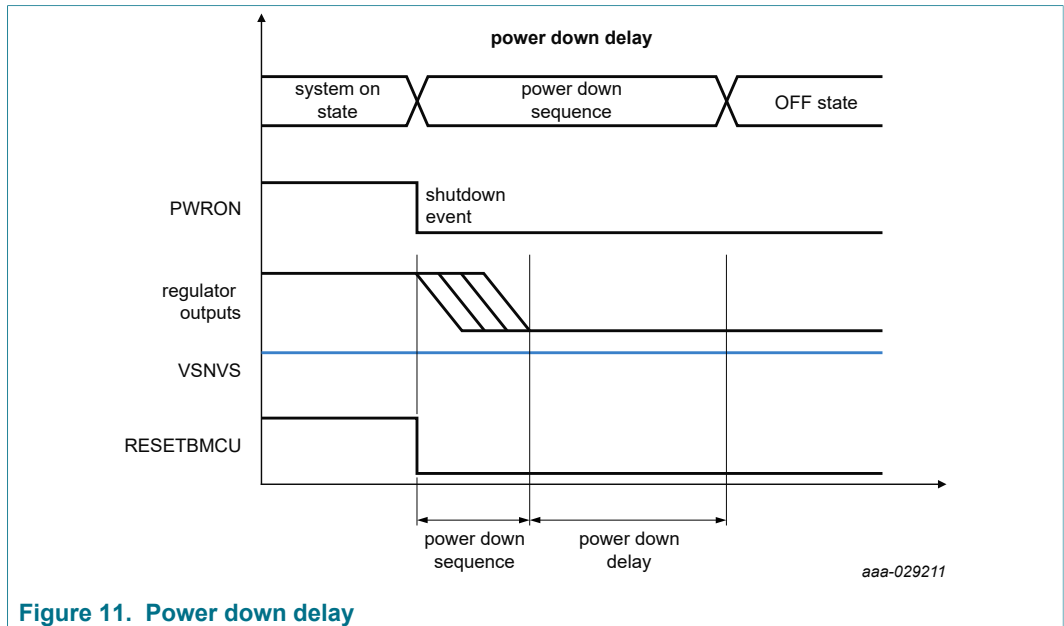 power down delay
system on
state
power down
sequence
OFF state
PWRON
shutdown
event
regulator
outputs
VSNVS
RESETBMCU
power down
sequence
power down
delay
aaa-029211
Figure 11. Power down delay